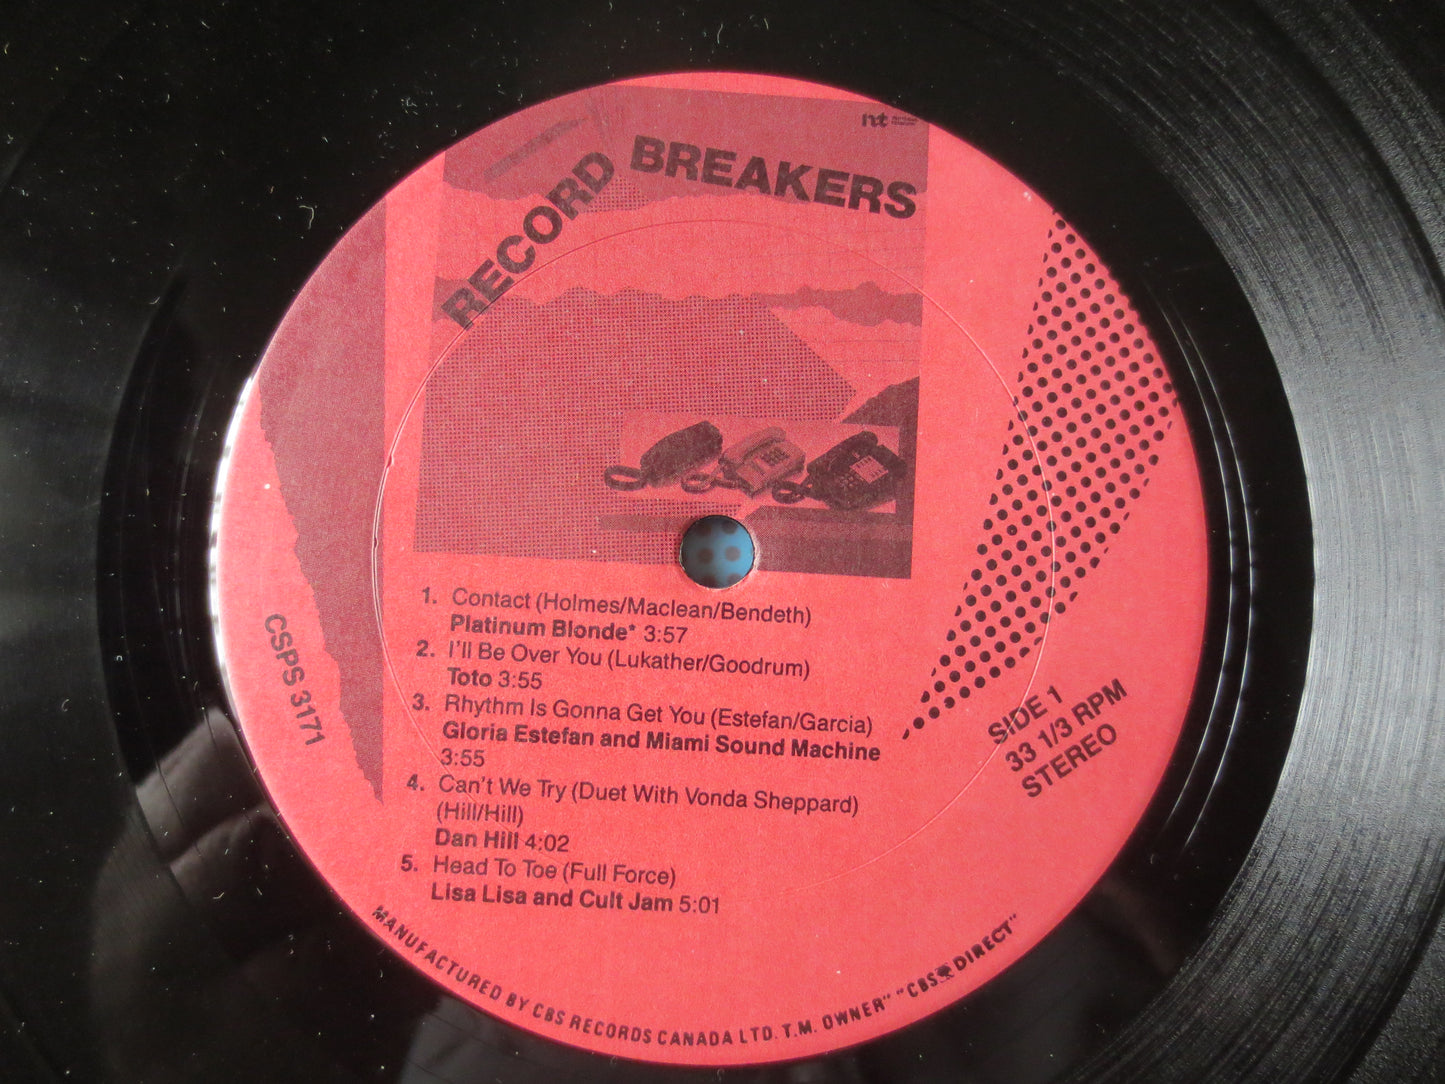 nt
RECORD BREAKERS
1. Contact (Holmes/Maclean/Bendeth)
Platinum Blonde* 3:57
2. I'll Be Over You (Lukather/Goodrum)
Toto 3:55
3. Rhythm Is Gonna Get You (Estefan/Garcia)
Gloria Estefan and Miami Sound Machine
3:55
4. Can't We Try (Duet With Vonda Sheppard)
(Hill/Hill)
Dan Hill 4:02
5. Head To Toe (Full Force)
Lisa Lisa and Cult Jam 5:01
CSPS 3171
SIDE 1
33 1/3 RPM
STEREO
MANUFACTURED BY CBS RECORDS CANADA LTD. T.M. OWNER" "CBS DIRECT"